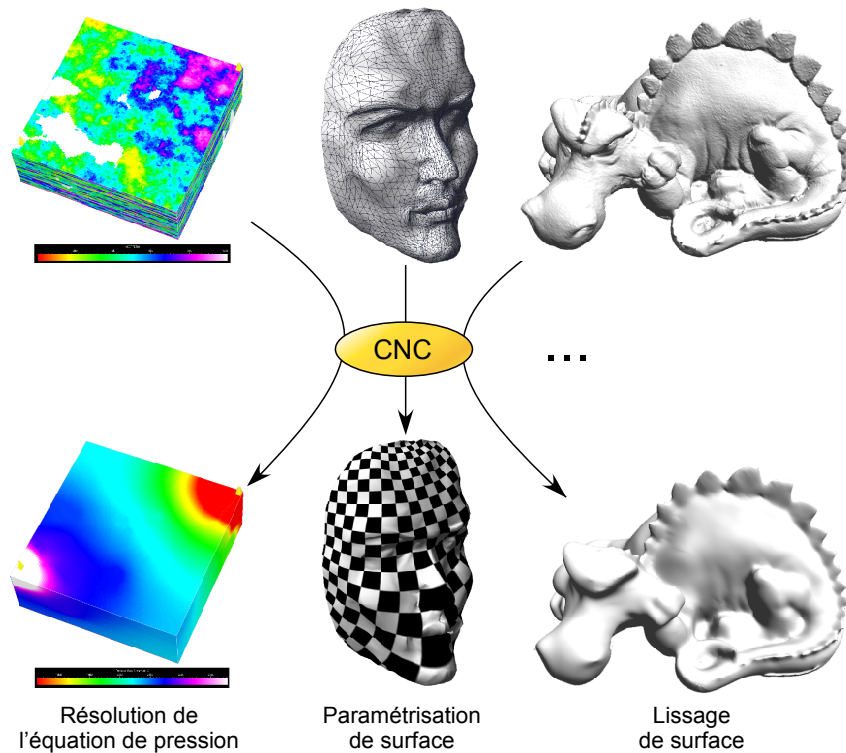 CNC
...
Résolution de
l'équation de pression
Paramétrisation
de surface
Lissage
de surface